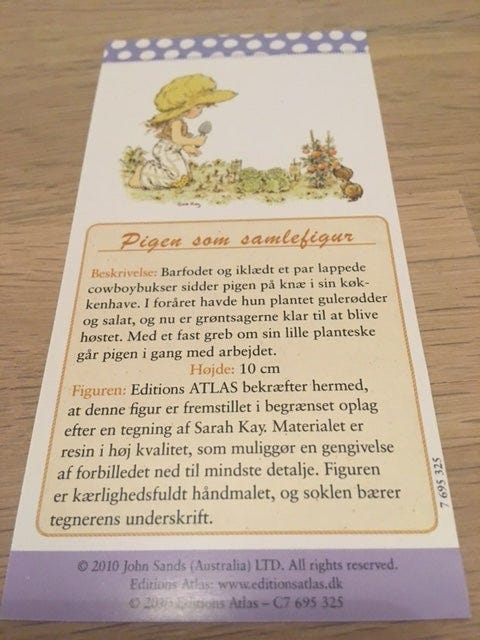 Sarah Kay
Pigen som samlefigur
Beskrivelse: Barfodet og iklædt et par lappede
cowboybukser sidder pigen på knæ i sin køk-
kenhave. I foråret havde hun plantet gulerødder
og salat, og nu er grøntsagerne klar til at blive
høstet. Med et fast greb om sin lille planteske
går pigen i gang med arbejdet.
Højde: 10 cm
Figuren: Editions ATLAS bekræfter hermed,
at denne figur er fremstillet i begrænset oplag
efter en tegning af Sarah Kay. Materialet er
resin i høj kvalitet, som muliggør en gengivelse
af forbilledet ned til mindste detalje. Figuren
er kærlighedsfuldt håndmalet, og soklen bærer
tegnerens underskrift.
7 695 325
© 2010 John Sands (Australia) LTD. All rights reserved.
Editions Atlas: www.editionsatlas.dk
© Editions Atlas – C7 695 325